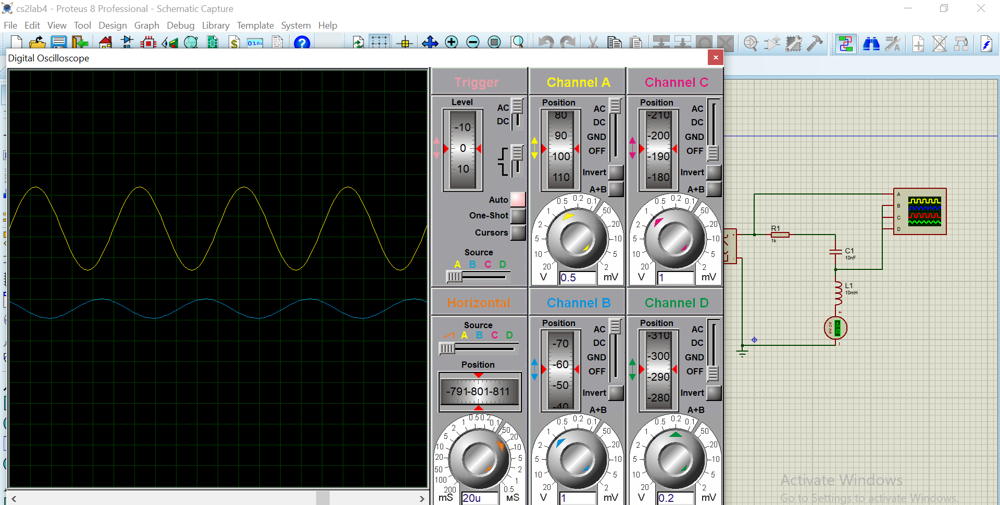 cs2lab4 - Proteus 8 Professional - Schematic Capture
File Edit View Tool Design Graph Debug Library Template System Help
$ 0101 ?
Digital Oscilloscope
Trigger
Level
AC
DC
-10
0
10
Auto
One-Shot
Cursors
Source
A B C D
Channel A
Position
80
90
100
110
AC
DC
GND
OFF
Invert
A+B
0.5 0.2 0.1
1 50
2 20
5 10
10 5
20 2
V 0.5 mV
Channel C
Position
-210
-200
-190
-180
AC
DC
GND
OFF
Invert
A+B
0.5 0.2 0.1
1 50
2 20
5 10
10 5
20 2
V 1 mV
Horizontal
Source
A B C D
Position
-791-801-811
0.5 0.2 0.1
1 50
2 20
5 10
10 5
20 2
50 1
100 0.5
200
mS 20u µS
Channel B
Position
-70
-60
-50
-40
AC
DC
GND
OFF
Invert
A+B
0.5 0.2 0.1
1 50
2 20
5 10
10 5
20 2
V 1 mV
Channel D
Position
-310
-300
-290
-280
AC
DC
GND
OFF
Invert
A+B
0.5 0.2 0.1
1 50
2 20
5 10
10 5
20 2
V 0.2 mV
A
B
C
D
R1
1k
C1
10nF
L1
10mH
+
AC mA
+0.52
-
Activate Windows
Go to Settings to activate Windows.